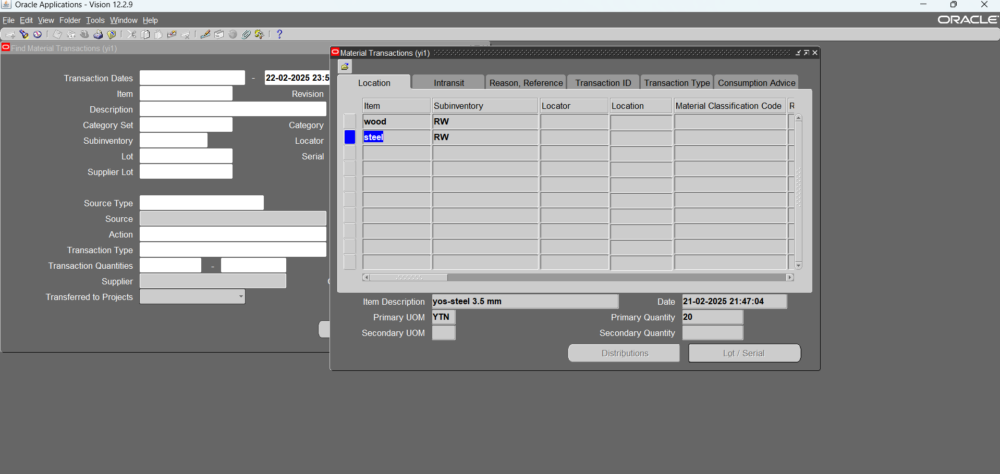 Oracle Applications - Vision 12.2.9
File Edit View Folder Tools Window Help
ORACLE
Find Material Transactions (yi1)
Transaction Dates - 22-02-2025 23:5
Item Revision
Description
Category Set Category
Subinventory Locator
Lot Serial
Supplier Lot
Source Type
Source
Action
Transaction Type
Transaction Quantities -
Supplier
Transferred to Projects
Material Transactions (yi1)
Location Intransit Reason, Reference Transaction ID Transaction Type Consumption Advice
Item Subinventory Locator Location Material Classification Code R
wood RW
steel RW
Item Description yos-steel 3.5 mm Date 21-02-2025 21:47:04
Primary UOM YTN Primary Quantity 20
Secondary UOM Secondary Quantity
Distributions Lot / Serial